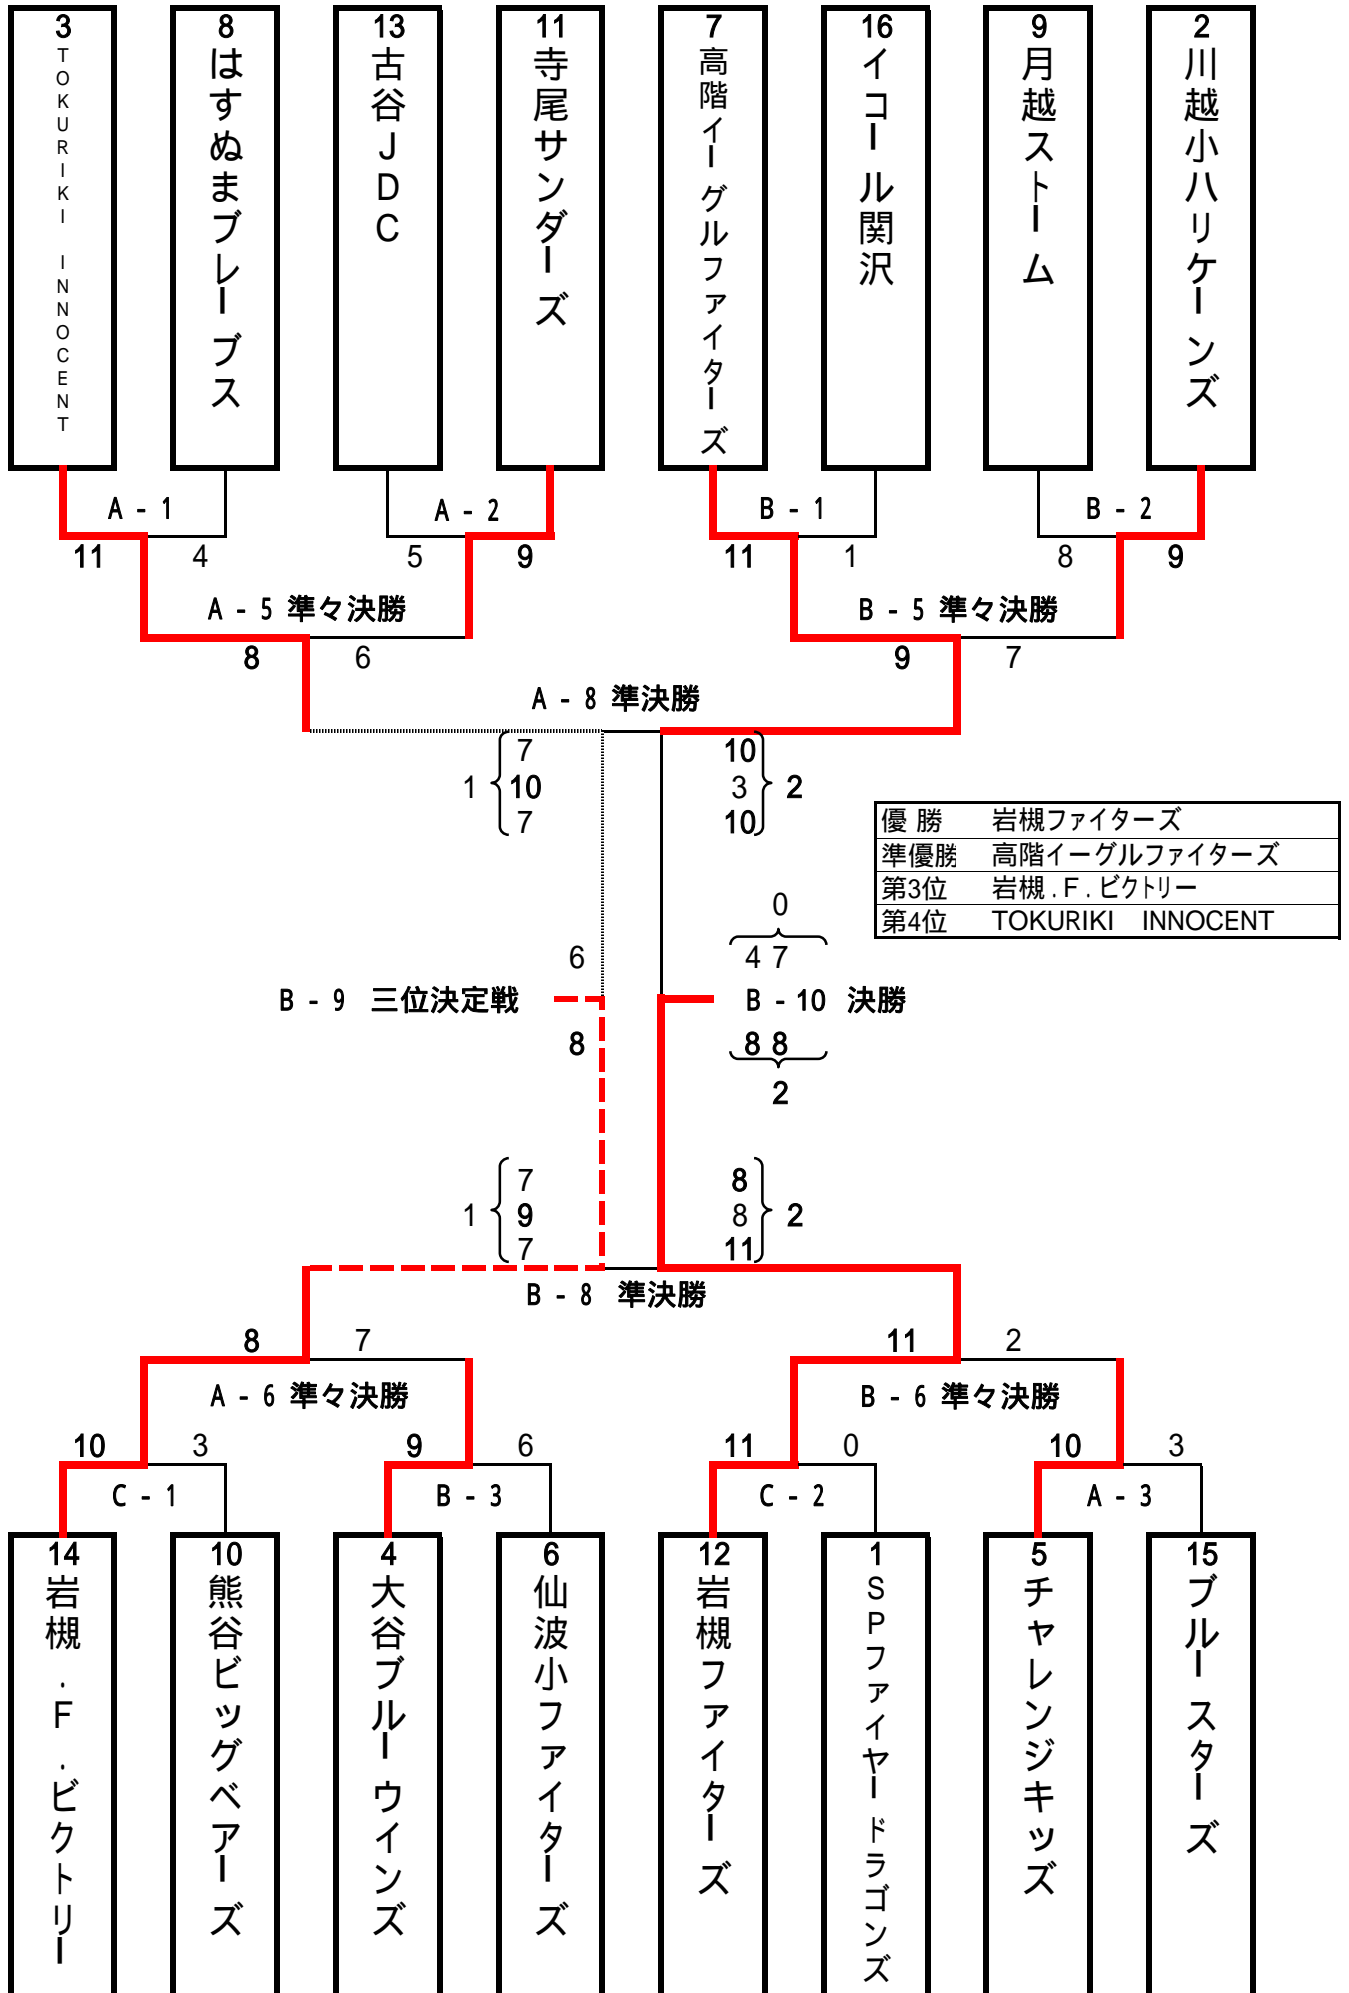 3 TOKURIKI INNOCENT
8 はすぬまブレーブス
13 古谷JDC
11 寺尾サンダーズ
7 高階イーグルファイターズ
16 イコール関沢
9 月越ストーム
2 川越小ハリケーンズ
A - 1
A - 2
B - 1
B - 2
11 4 5 9 11 1 8 9
A - 5 準々決勝
B - 5 準々決勝
8 6 9 7
A - 8 準決勝
7 10
1 10 3 2
7 10
優 勝 岩槻ファイターズ
準優勝 高階イーグルファイターズ
第3位 岩槻.F.ビクトリー
第4位 TOKURIKI INNOCENT
0
6 4 7
B - 9 三位決定戦
B - 10 決勝
8 8 8
2
7 8
1 9 8 2
7 11
B - 8 準決勝
8 7 11 2
A - 6 準々決勝
B - 6 準々決勝
10 3 9 6 11 0 10 3
C - 1
B - 3
C - 2
A - 3
14 岩槻.F.ビクトリー
10 熊谷ビッグベアーズ
4 大谷ブルーウインズ
6 仙波小ファイターズ
12 岩槻ファイターズ
1 SPファイヤードラゴンズ
5 チャレンジキッズ
15 ブルースターズ